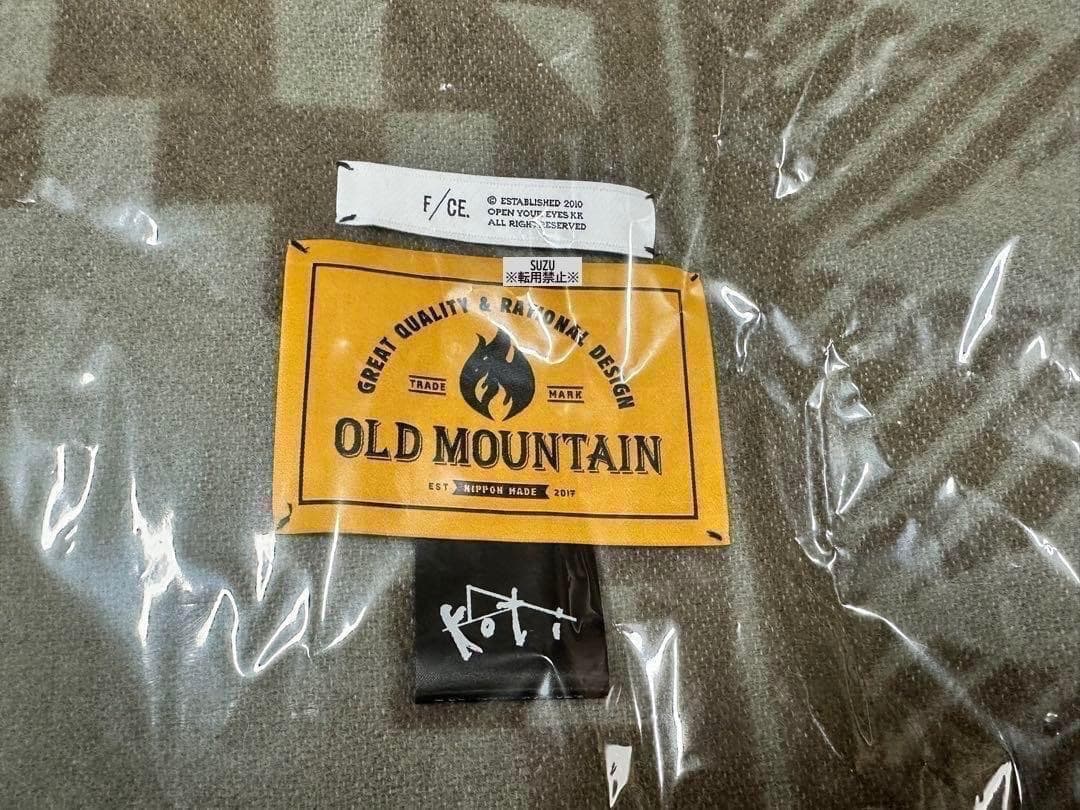 F/CE.
© ESTABLISHED 2010
OPEN YOUR EYES KK
ALL RIGHT RESERVED
SUZU
※転用禁止※
GREAT QUALITY & RATIONAL DESIGN
TRADE MARK
OLD MOUNTAIN
EST NIPPON MADE 2017
Koti